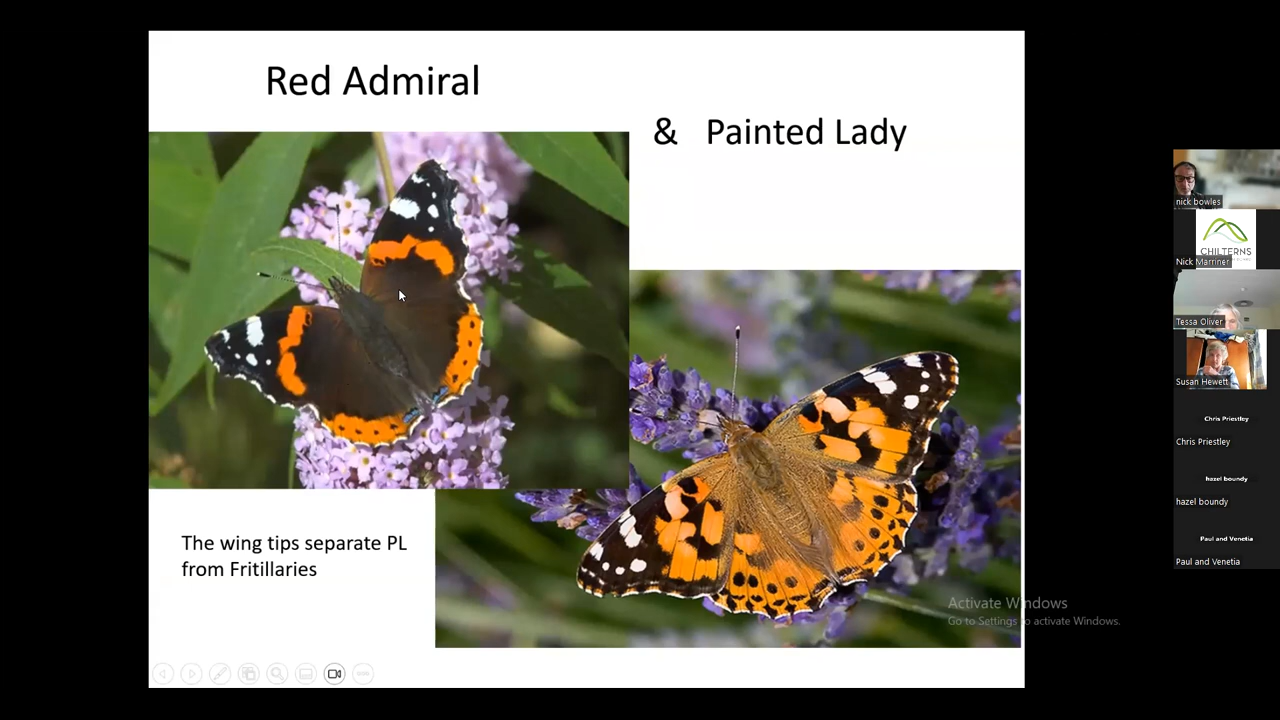 Red Admiral
& Painted Lady
The wing tips separate PL
from Fritillaries
Activate Windows
Go to Settings to activate Windows.
nick bowles
CHILTERNS
Nick Marriner
Tessa Oliver
Susan Hewett
Chris Priestley
Chris Priestley
hazel boundy
hazel boundy
Paul and Venetia
Paul and Venetia